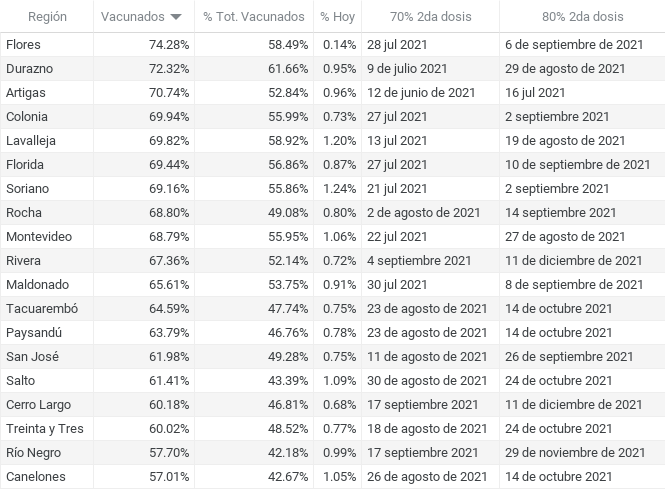 Región Vacunados % Tot. Vacunados % Hoy 70% 2da dosis 80% 2da dosis
Flores 74.28% 58.49% 0.14% 28 jul 2021 6 de septiembre de 2021
Durazno 72.32% 61.66% 0.95% 9 de julio 2021 29 de agosto de 2021
Artigas 70.74% 52.84% 0.96% 12 de junio de 2021 16 jul 2021
Colonia 69.94% 55.99% 0.73% 27 jul 2021 2 septiembre 2021
Lavalleja 69.82% 58.92% 1.20% 13 jul 2021 19 de agosto de 2021
Florida 69.44% 56.86% 0.87% 27 jul 2021 10 de septiembre de 2021
Soriano 69.16% 55.86% 1.24% 21 jul 2021 2 septiembre 2021
Rocha 68.80% 49.08% 0.80% 2 de agosto de 2021 14 septiembre 2021
Montevideo 68.79% 55.95% 1.06% 22 jul 2021 27 de agosto de 2021
Rivera 67.36% 52.14% 0.72% 4 septiembre 2021 11 de diciembre de 2021
Maldonado 65.61% 53.75% 0.91% 30 jul 2021 8 de septiembre de 2021
Tacuarembó 64.59% 47.74% 0.75% 23 de agosto de 2021 14 de octubre 2021
Paysandú 63.79% 46.76% 0.78% 23 de agosto de 2021 14 de octubre 2021
San José 61.98% 49.28% 0.75% 11 de agosto de 2021 26 de septiembre 2021
Salto 61.41% 43.39% 1.09% 30 de agosto de 2021 24 de octubre 2021
Cerro Largo 60.18% 46.81% 0.68% 17 septiembre 2021 11 de diciembre de 2021
Treinta y Tres 60.02% 48.52% 0.77% 18 de agosto de 2021 24 de octubre 2021
Río Negro 57.70% 42.18% 0.99% 17 septiembre 2021 29 de noviembre de 2021
Canelones 57.01% 42.67% 1.05% 26 de agosto de 2021 14 de octubre 2021